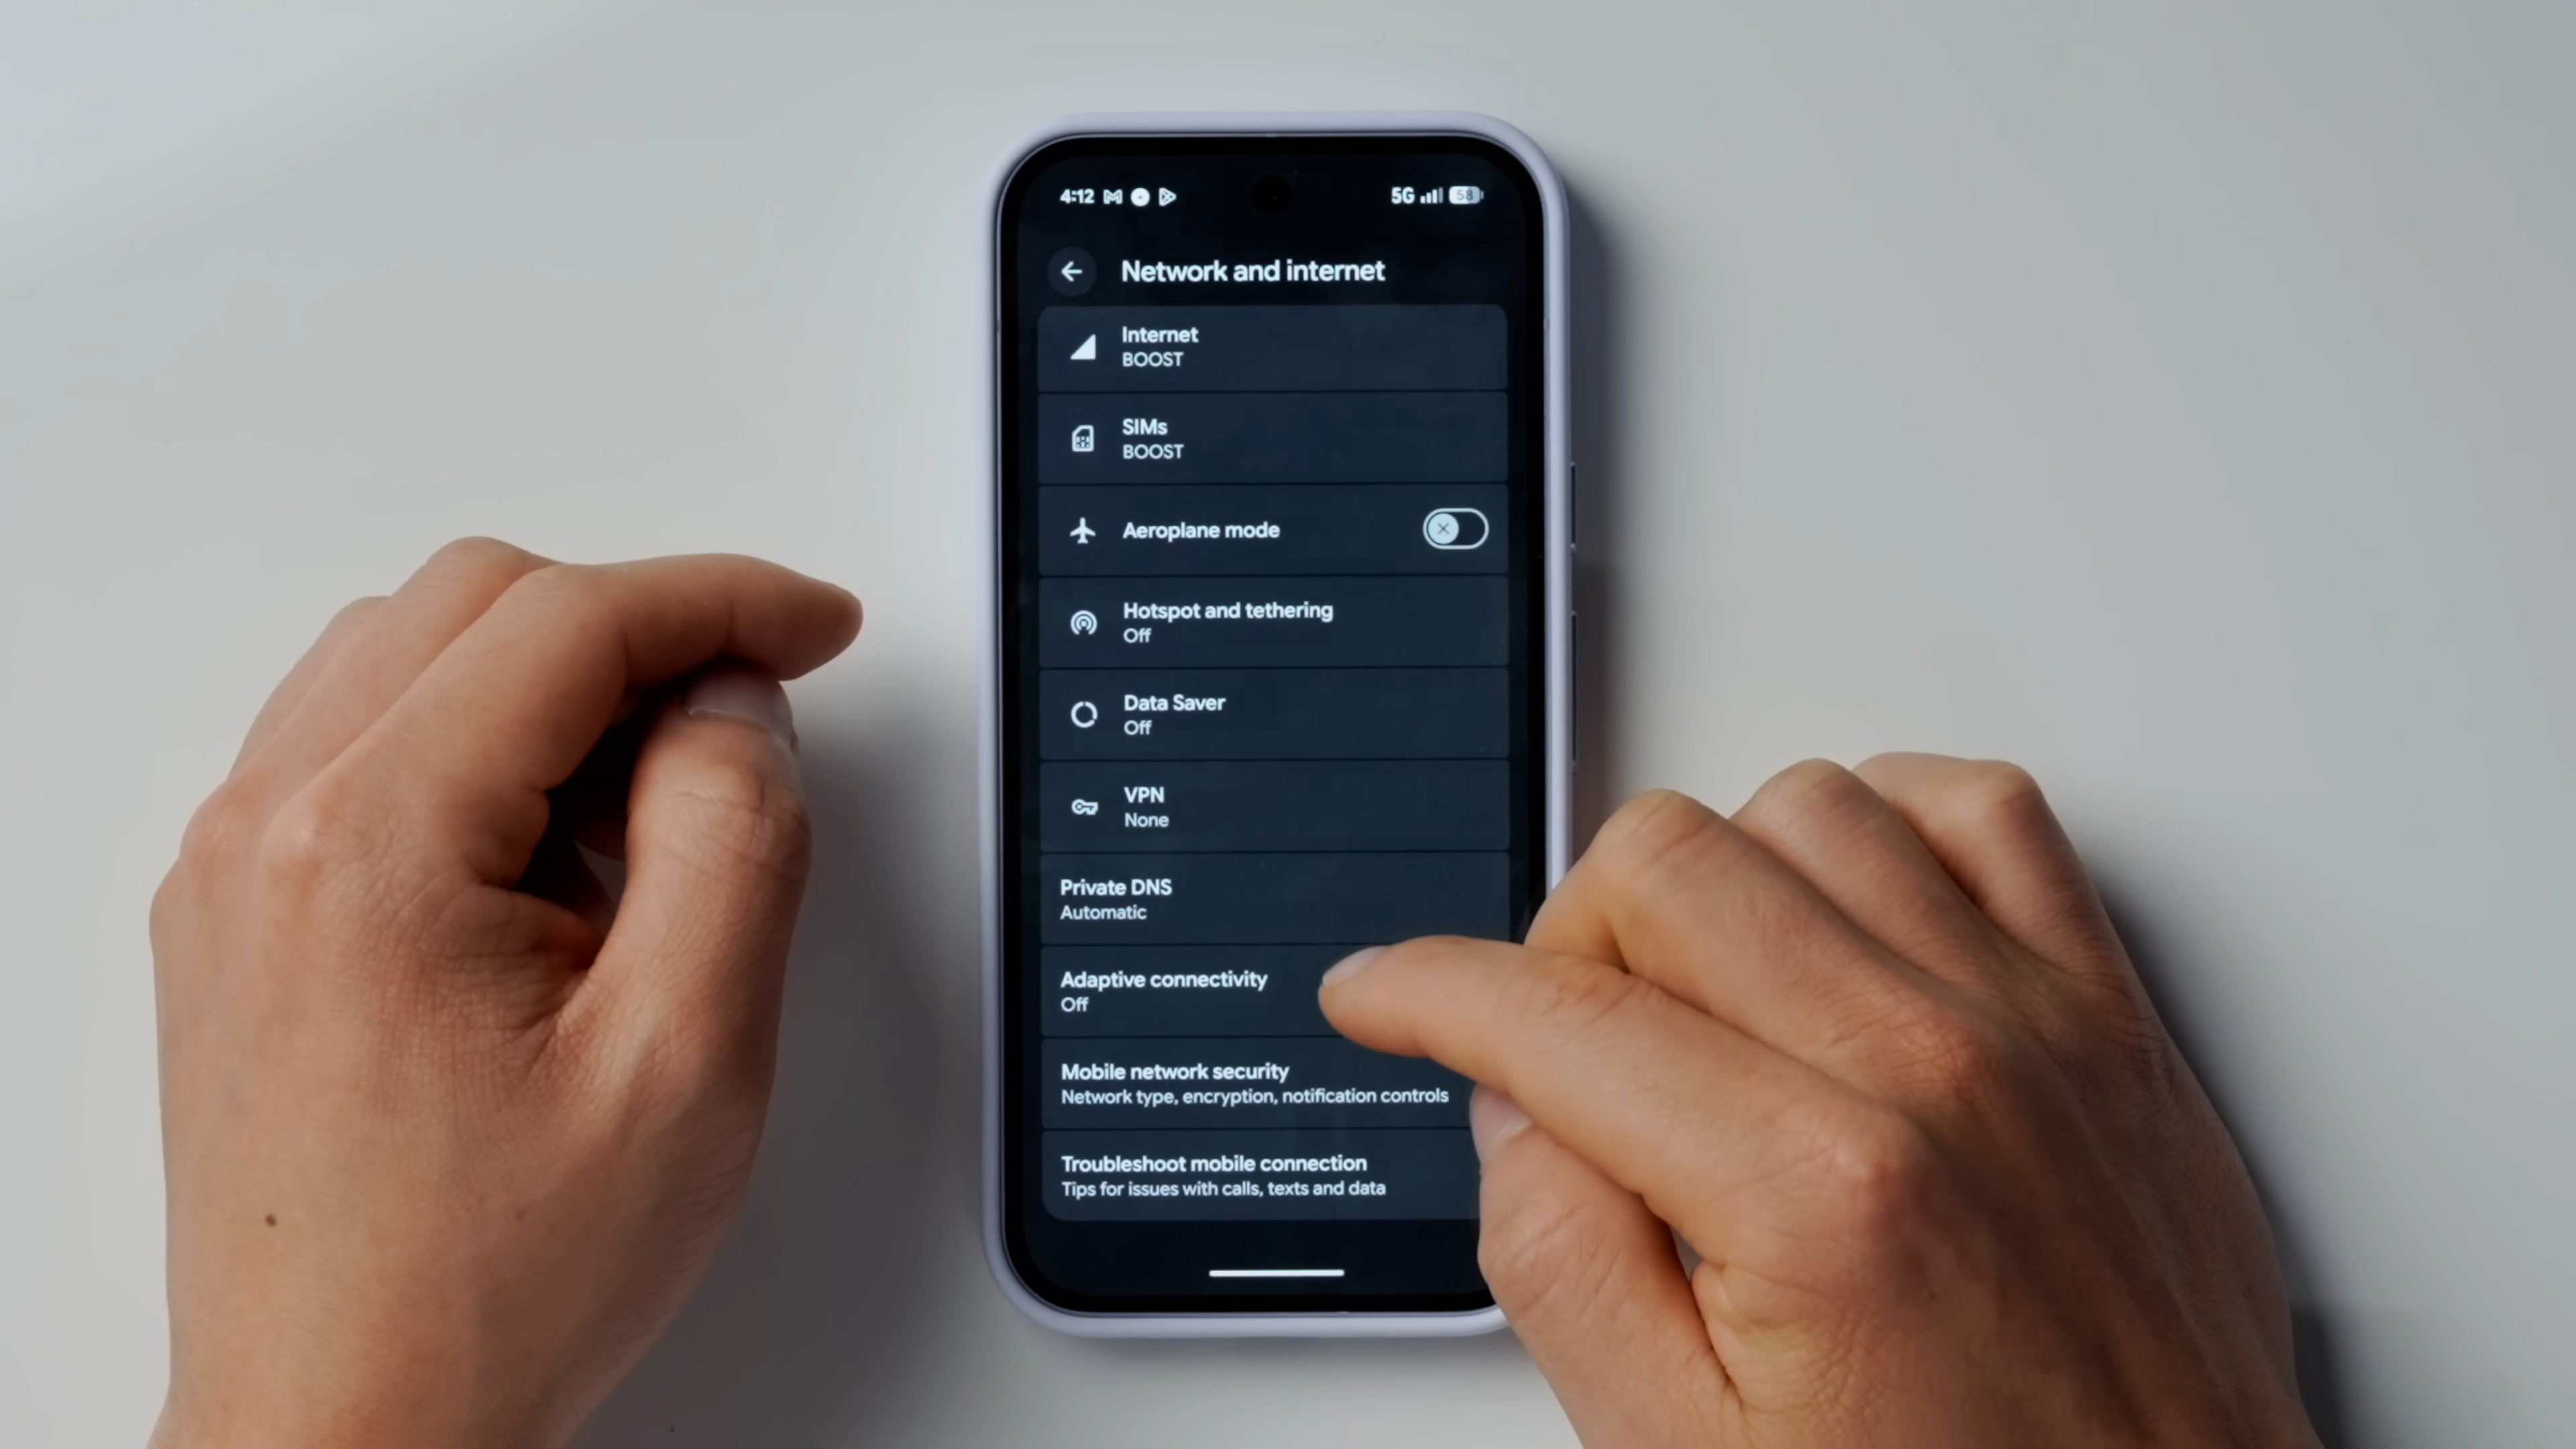 4:12 5G 58
Network and internet
Internet
BOOST
SIMs
BOOST
Aeroplane mode
Hotspot and tethering
Off
Data Saver
Off
VPN
None
Private DNS
Automatic
Adaptive connectivity
Off
Mobile network security
Network type, encryption, notification controls
Troubleshoot mobile connection
Tips for issues with calls, texts and data